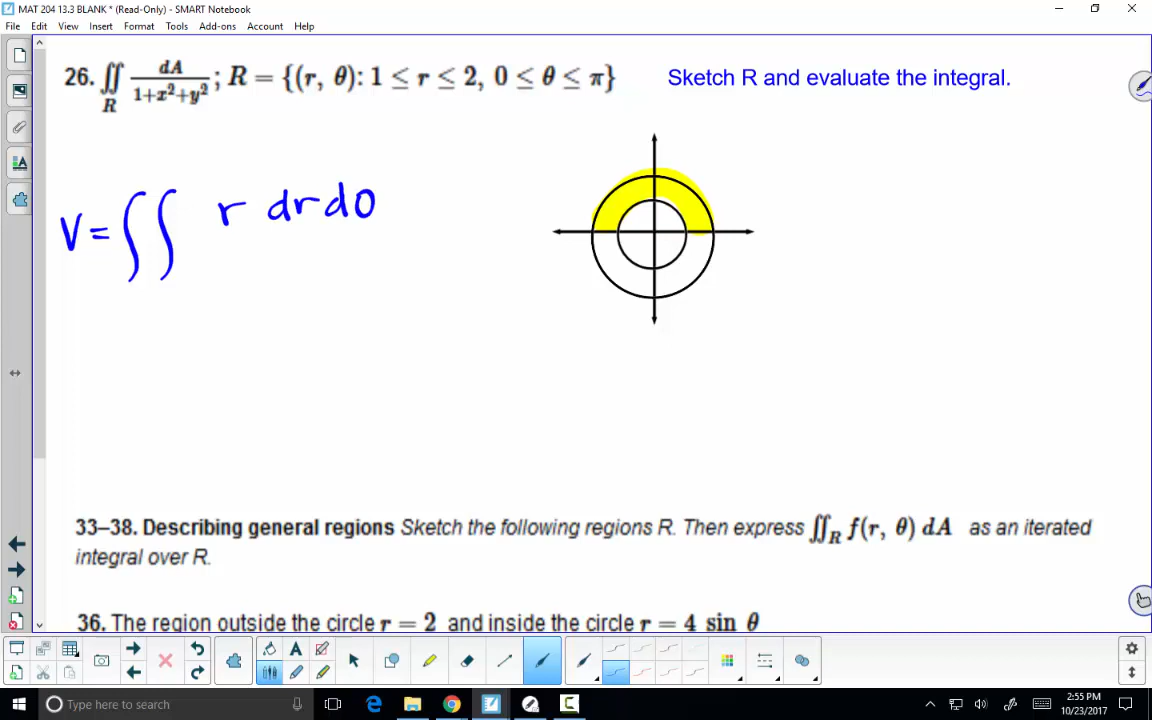 MAT 204 13.3 BLANK * (Read-Only) - SMART Notebook
File Edit View Insert Format Tools Add-ons Account Help
26. ∬_R dA/(1+x²+y²); R = {(r, θ): 1 ≤ r ≤ 2, 0 ≤ θ ≤ π} Sketch R and evaluate the integral.
V = ∫∫ r dr dθ
33–38. Describing general regions Sketch the following regions R. Then express ∬_R f(r, θ) dA as an iterated
integral over R.
36. The region outside the circle r = 2 and inside the circle r = 4 sin θ
Type here to search
2:55 PM
10/23/2017